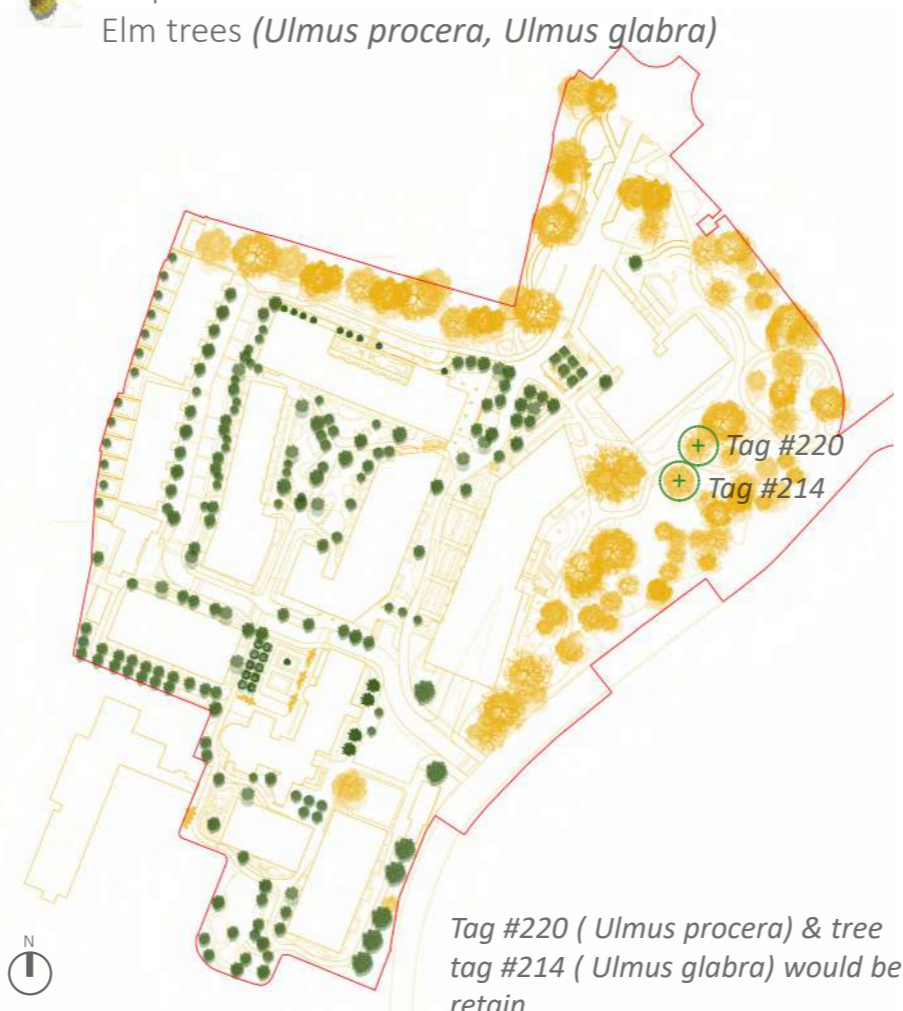 Elm trees (Ulmus procera, Ulmus glabra)
Tag #220
Tag #214
N
Tag #220 ( Ulmus procera) & tree
tag #214 ( Ulmus glabra) would be
retain